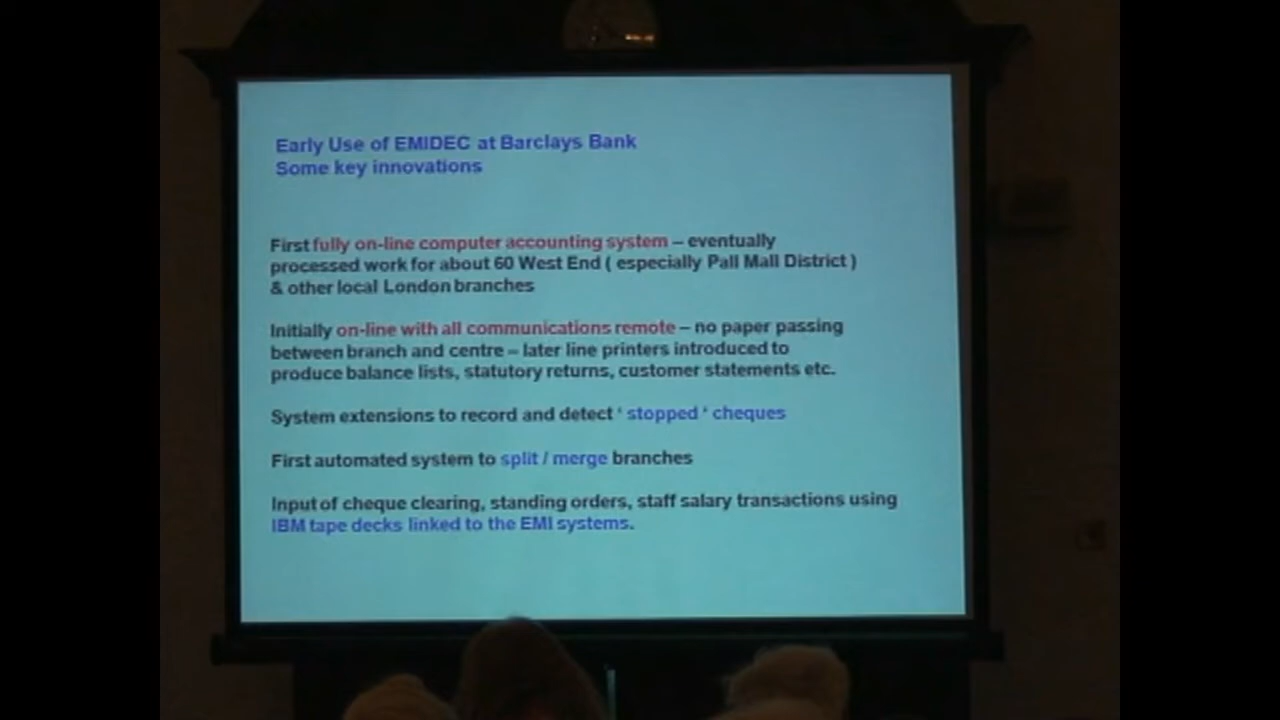 Early Use of EMIDEC at Barclays Bank
Some key innovations
First fully on-line computer accounting system – eventually
processed work for about 60 West End ( especially Pall Mall District )
& other local London branches
Initially on-line with all communications remote – no paper passing
between branch and centre – later line printers introduced to
produce balance lists, statutory returns, customer statements etc.
System extensions to record and detect ‘ stopped ‘ cheques
First automated system to split / merge branches
Input of cheque clearing, standing orders, staff salary transactions using
IBM tape decks linked to the EMI systems.